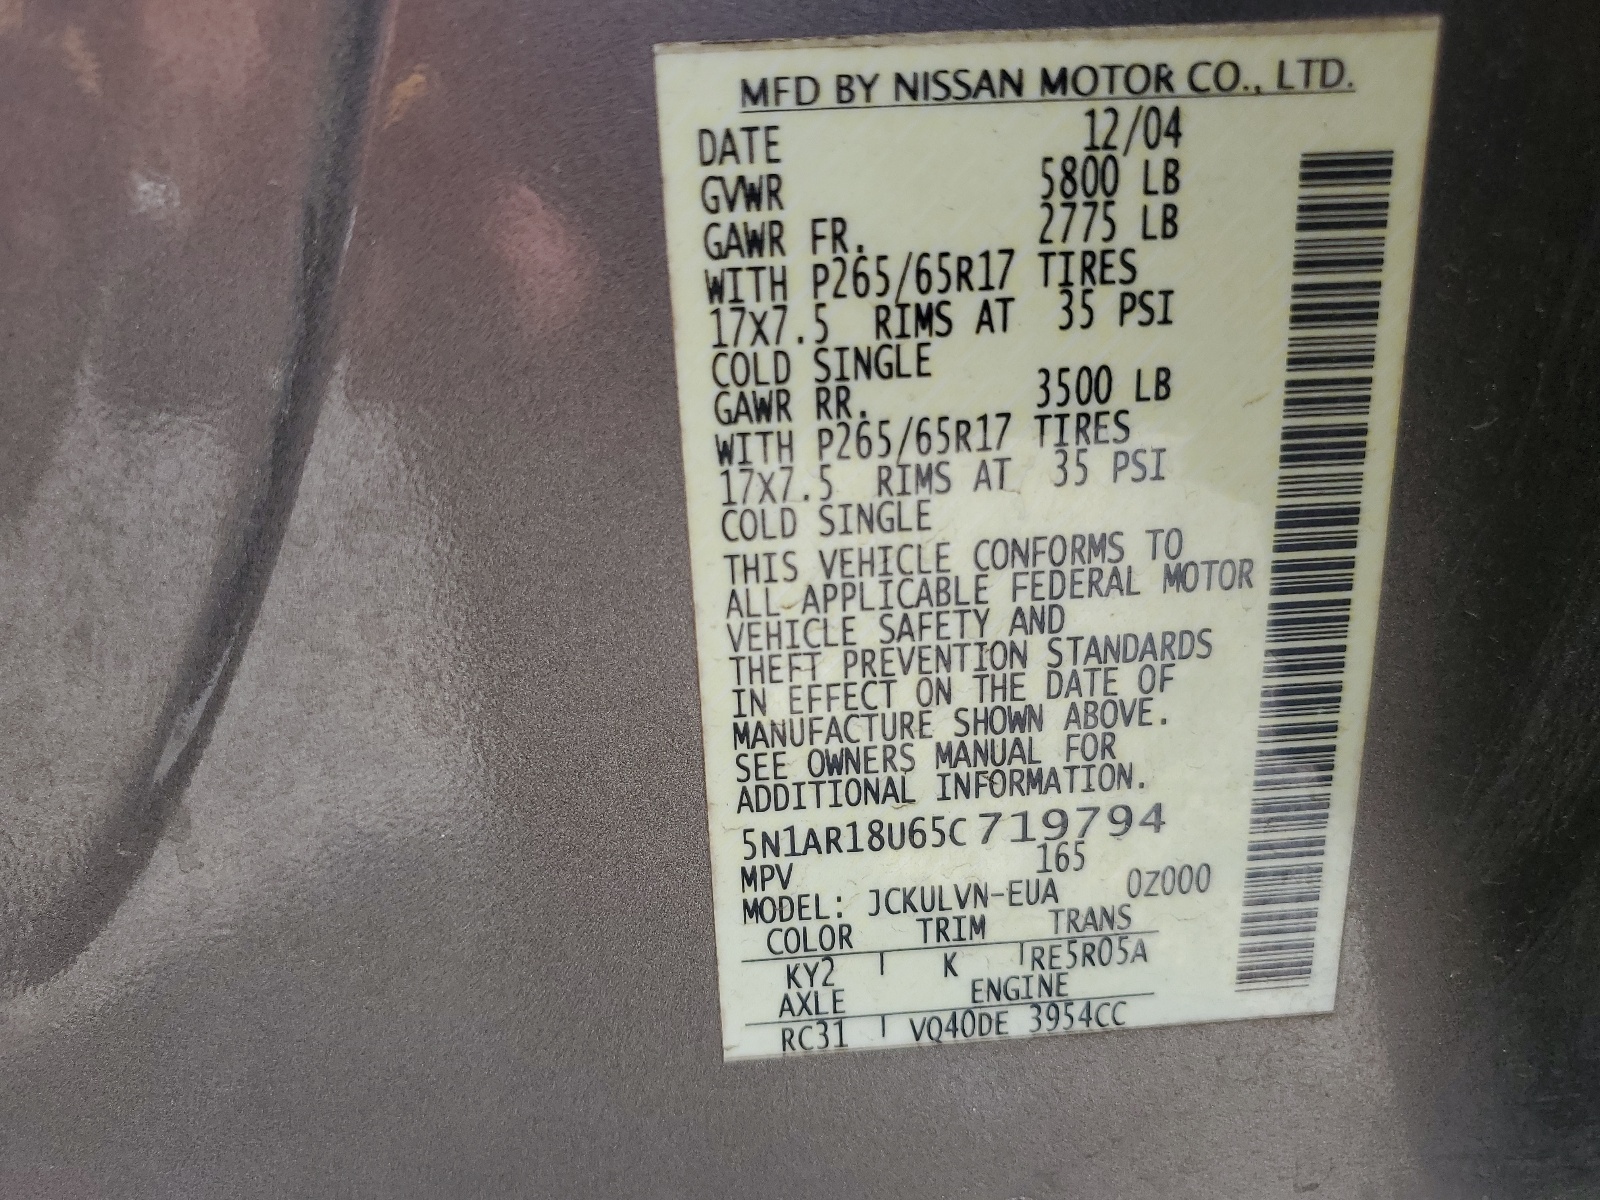 MFD BY NISSAN MOTOR CO., LTD.
DATE 12/04
GVWR 5800 LB
GAWR FR. 2775 LB
WITH P265/65R17 TIRES
17X7.5 RIMS AT 35 PSI
COLD SINGLE
GAWR RR. 3500 LB
WITH P265/65R17 TIRES
17X7.5 RIMS AT 35 PSI
COLD SINGLE
THIS VEHICLE CONFORMS TO
ALL APPLICABLE FEDERAL MOTOR
VEHICLE SAFETY AND
THEFT PREVENTION STANDARDS
IN EFFECT ON THE DATE OF
MANUFACTURE SHOWN ABOVE.
SEE OWNERS MANUAL FOR
ADDITIONAL INFORMATION.
5N1AR18U65C719794
MPV 165
MODEL: JCKULVN-EUA 0Z000
COLOR TRIM TRANS
KY2 K RE5R05A
AXLE ENGINE
RC31 VQ40DE 3954CC